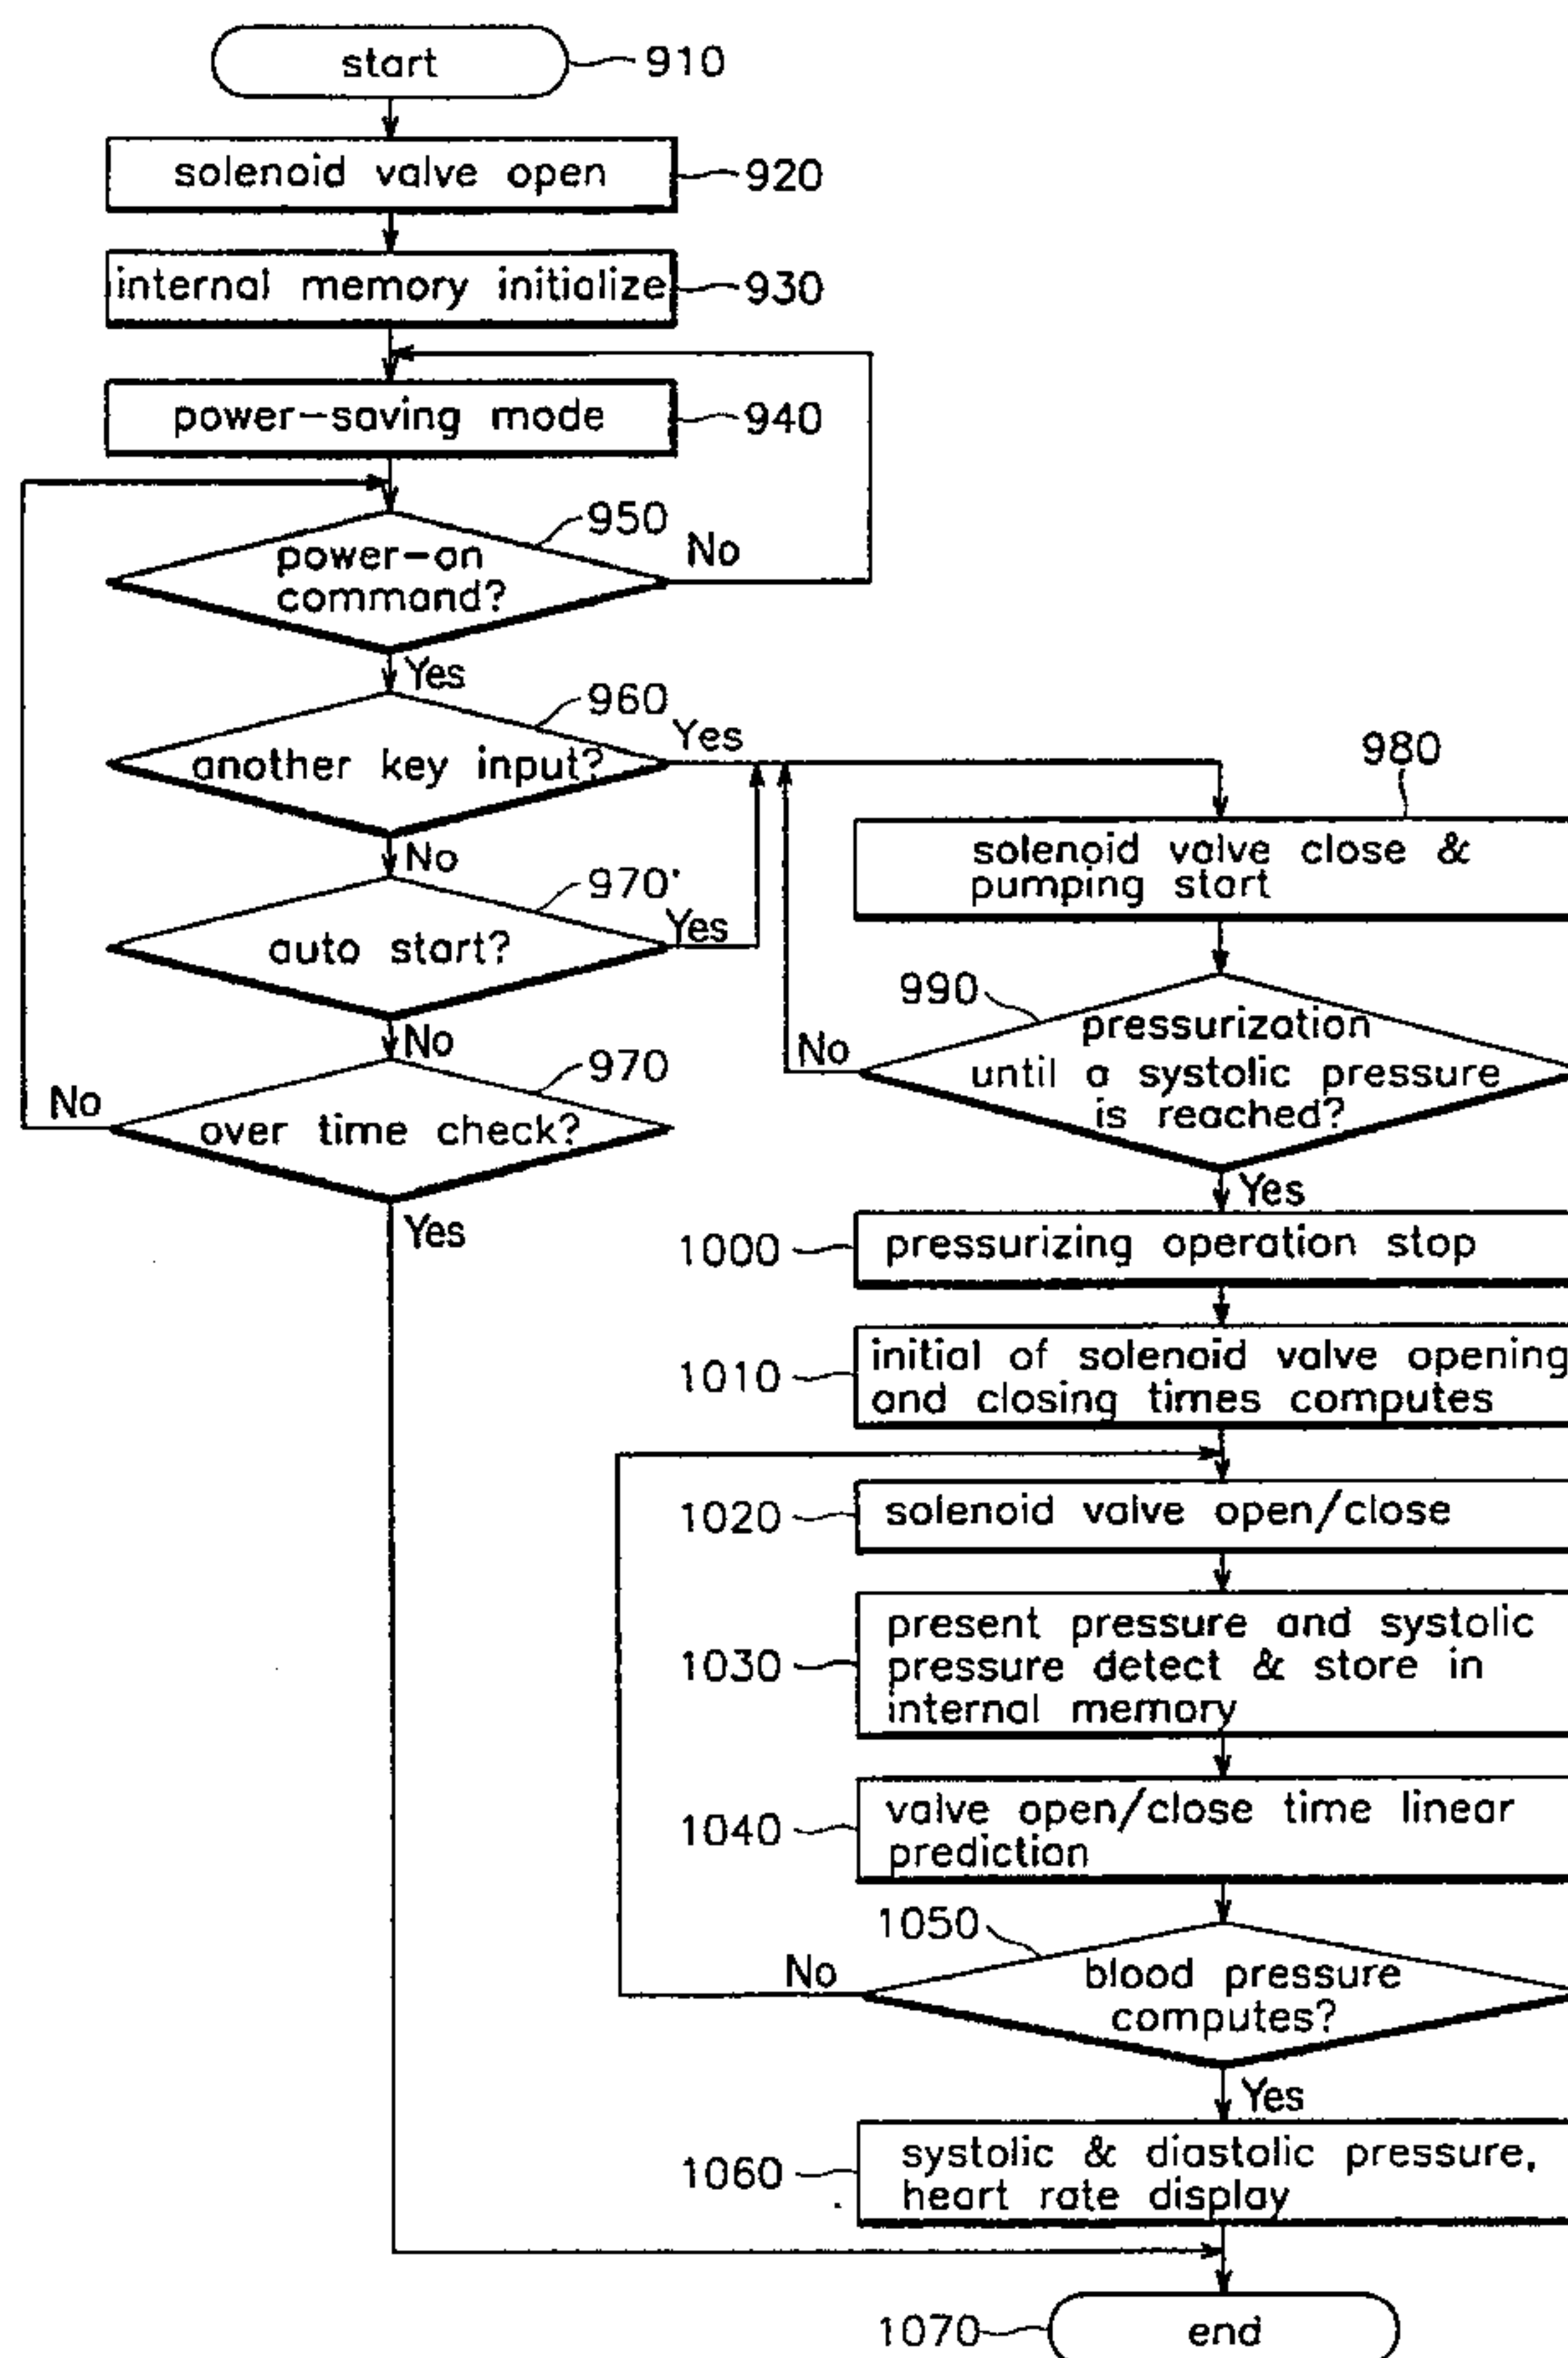 start
910
solenoid valve open
920
internal memory initialize
930
power-saving mode
940
950
power-on
command?
No
Yes
960
another key input?
Yes
No
970'
auto start?
Yes
No
970
over time check?
No
Yes
980
solenoid valve close &
pumping start
990
pressurization
until a systolic pressure
is reached?
No
Yes
1000
pressurizing operation stop
1010
initial of solenoid valve opening
and closing times computes
1020
solenoid valve open/close
1030
present pressure and systolic
pressure detect & store in
internal memory
1040
valve open/close time linear
prediction
1050
blood pressure
computes?
No
Yes
1060
systolic & diastolic pressure,
heart rate display
1070
end